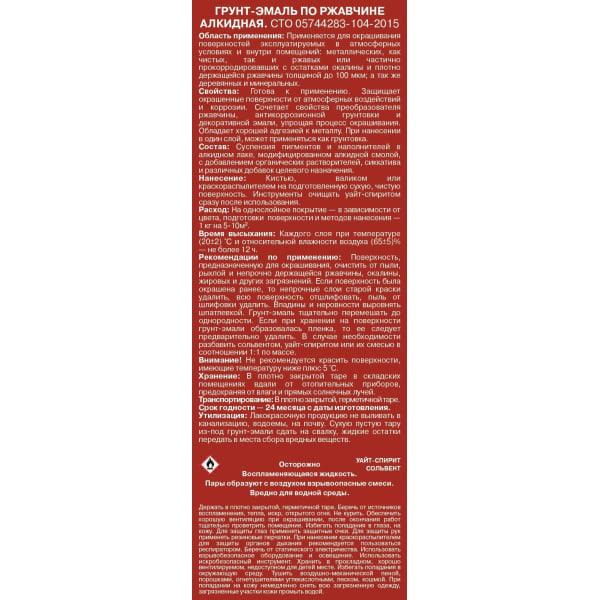 ГРУНТ-ЭМАЛЬ ПО РЖАВЧИНЕ
АЛКИДНАЯ. СТО 05744283-104-2015
Область применения: Применяется для окрашивания
поверхностей эксплуатируемых в атмосферных
условиях и внутри помещений: металлических, как
чистых, так и ржавых или частично
прокорродировавших с остатками окалины и плотно
держащейся ржавчины толщиной до 100 мкм; а так же
деревянных и минеральных.
Свойства: Готова к применению. Защищает
окрашенные поверхности от атмосферных воздействий
и коррозии. Сочетает свойства преобразователя
ржавчины, антикоррозионной грунтовки и
декоративной эмали, упрощая процесс окрашивания.
Обладает хорошей адгезией к металлу. При нанесении
в один слой, может применяться как грунтовка.
Состав: Суспензия пигментов и наполнителей в
алкидном лаке, модифицированном алкидной смолой,
с добавлением органических растворителей, сиккатива
и различных добавок целевого назначения.
Нанесение: Кистью, валиком или
краскораспылителем на подготовленную сухую, чистую
поверхность. Инструменты очищать уайт-спиритом
сразу после использования.
Расход: На однослойное покрытие — в зависимости от
цвета, подготовки поверхности и методов нанесения —
1 кг на 5-10м².
Время высыхания: Каждого слоя при температуре
(20±2) °С и относительной влажности воздуха (65±5)%
— не более 12 ч.
Рекомендации по применению: Поверхность,
предназначенную для окрашивания, очистить от пыли,
рыхлой и непрочно держащейся ржавчины, окалины,
жировых и других загрязнений. Если поверхность была
окрашена ранее, то непрочные слои старой краски
удалить, всю поверхность отшлифовать, пыль от
шлифовки удалить. Впадины и неровности выровнять
шпатлевкой. Грунт-эмаль тщательно перемешать до
однородности. Если при хранении на поверхности
грунт-эмали образовалась пленка, то ее следует
предварительно удалить. В случае необходимости
разбавить сольвентом, уайт-спиритом или их смесью в
соотношении 1:1 по массе.
Внимание! Не рекомендуется красить поверхности,
имеющие температуру ниже плюс 5 °С.
Хранение: В плотно закрытой таре в складских
помещениях вдали от отопительных приборов,
предохраняя от влаги и прямых солнечных лучей.
Транспортирование: В плотно закрытой, герметичной таре.
Срок годности — 24 месяца с даты изготовления.
Утилизация: Лакокрасочную продукцию не выливать в
канализацию, водоемы, на почву. Сухую пустую тару
из-под грунт-эмали сдать на свалку, жидкие остатки
передать в места сбора вредных веществ.
УАЙТ-СПИРИТ
СОЛЬВЕНТ
Осторожно
Воспламеняющаяся жидкость.
Пары образуют с воздухом взрывоопасные смеси.
Вредно для водной среды.
Держать в плотно закрытой, герметичной таре. Беречь от источников
воспламенения, тепла, искр, открытого огня. Не курить. Обеспечить
хорошую вентиляцию при окрашивании, после окончания работ
тщательно проветрить помещение. Избегать попадания в глаза, на
кожу. Для защиты глаз применять защитные очки. Для защиты рук
применять резиновые перчатки. При нанесении краскораспылителем
для защиты органов дыхания рекомендуется пользоваться
респиратором. Беречь от статического электричества. Использовать
взрывобезопасное оборудование и освещение. Использовать
искробезопасный инструмент. Хранить в прохладном, хорошо
вентилируемом, недоступном для детей месте. Избегать попадания в
окружающую среду. Тушить воздушно-механической пеной,
порошками, огнетушителями углекислотными, песком, кошмой. При
попадании на кожу немедленно снять всю загрязненную одежду,
загрязненные участки кожи промыть водой.